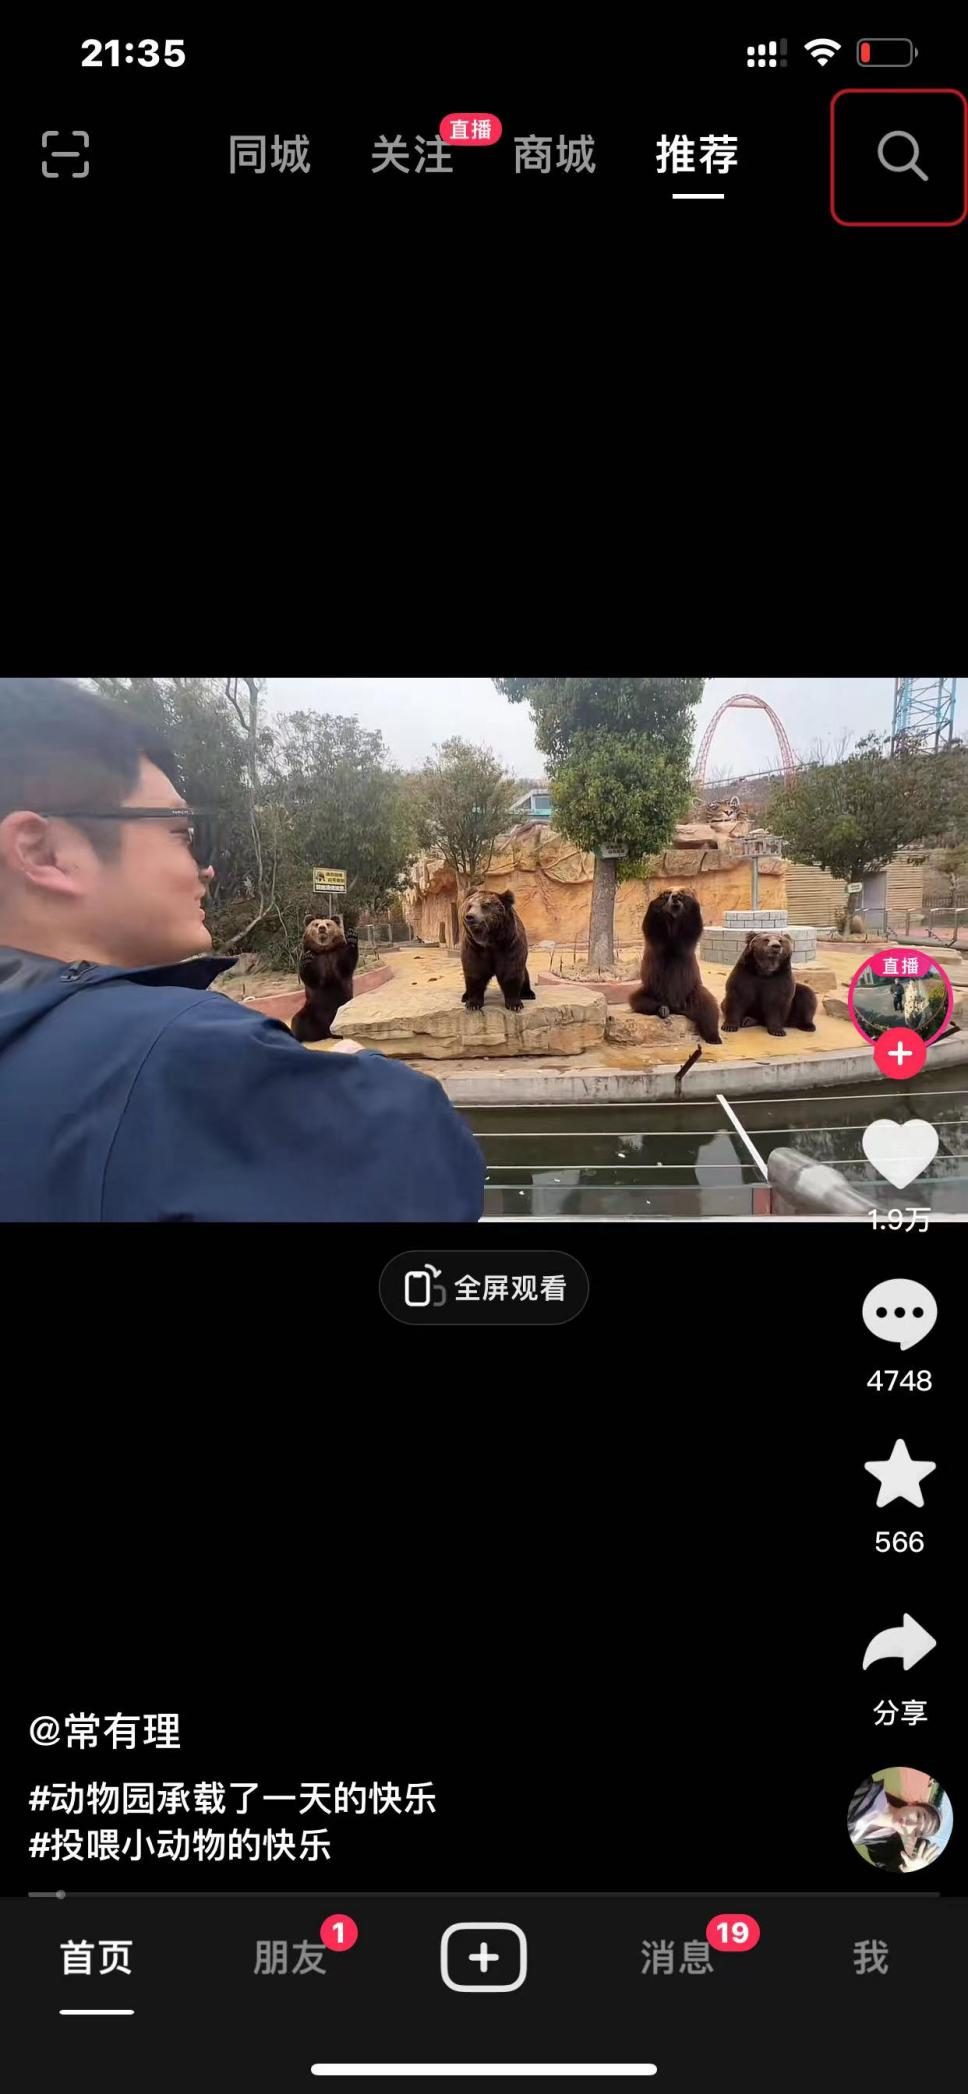 21:35
同城
关注
直播
商城
推荐
直播
1.9万
全屏观看
4748
566
分享
@常有理
#动物园承载了一天的快乐
#投喂小动物的快乐
首页
朋友
1
消息
19
我